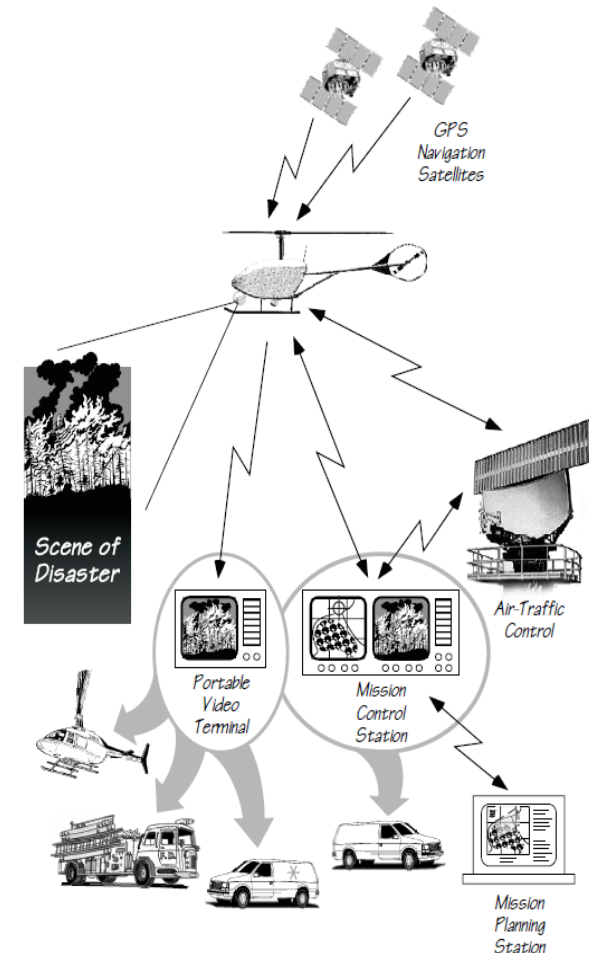 GPS
Navigation
Satellites
Scene of
Disaster
Air-Traffic
Control
Portable
Video
Terminal
Mission
Control
Station
Mission
Planning
Station